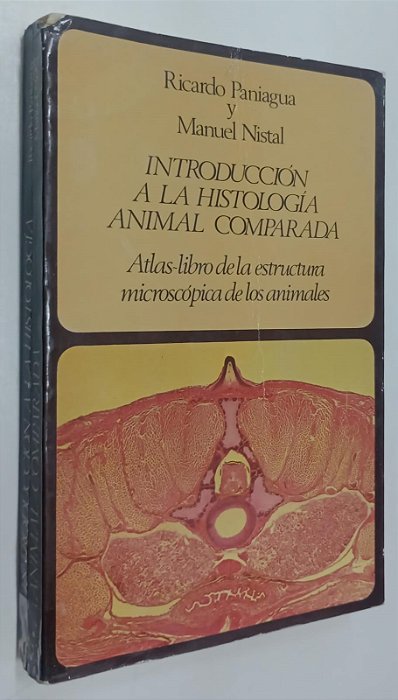 Ricardo Paniagua
y
Manuel Nistal
INTRODUCCIÓN
A LA HISTOLOGÍA
ANIMAL COMPARADA
Atlas-libro de la estructura
microscópica de los animales